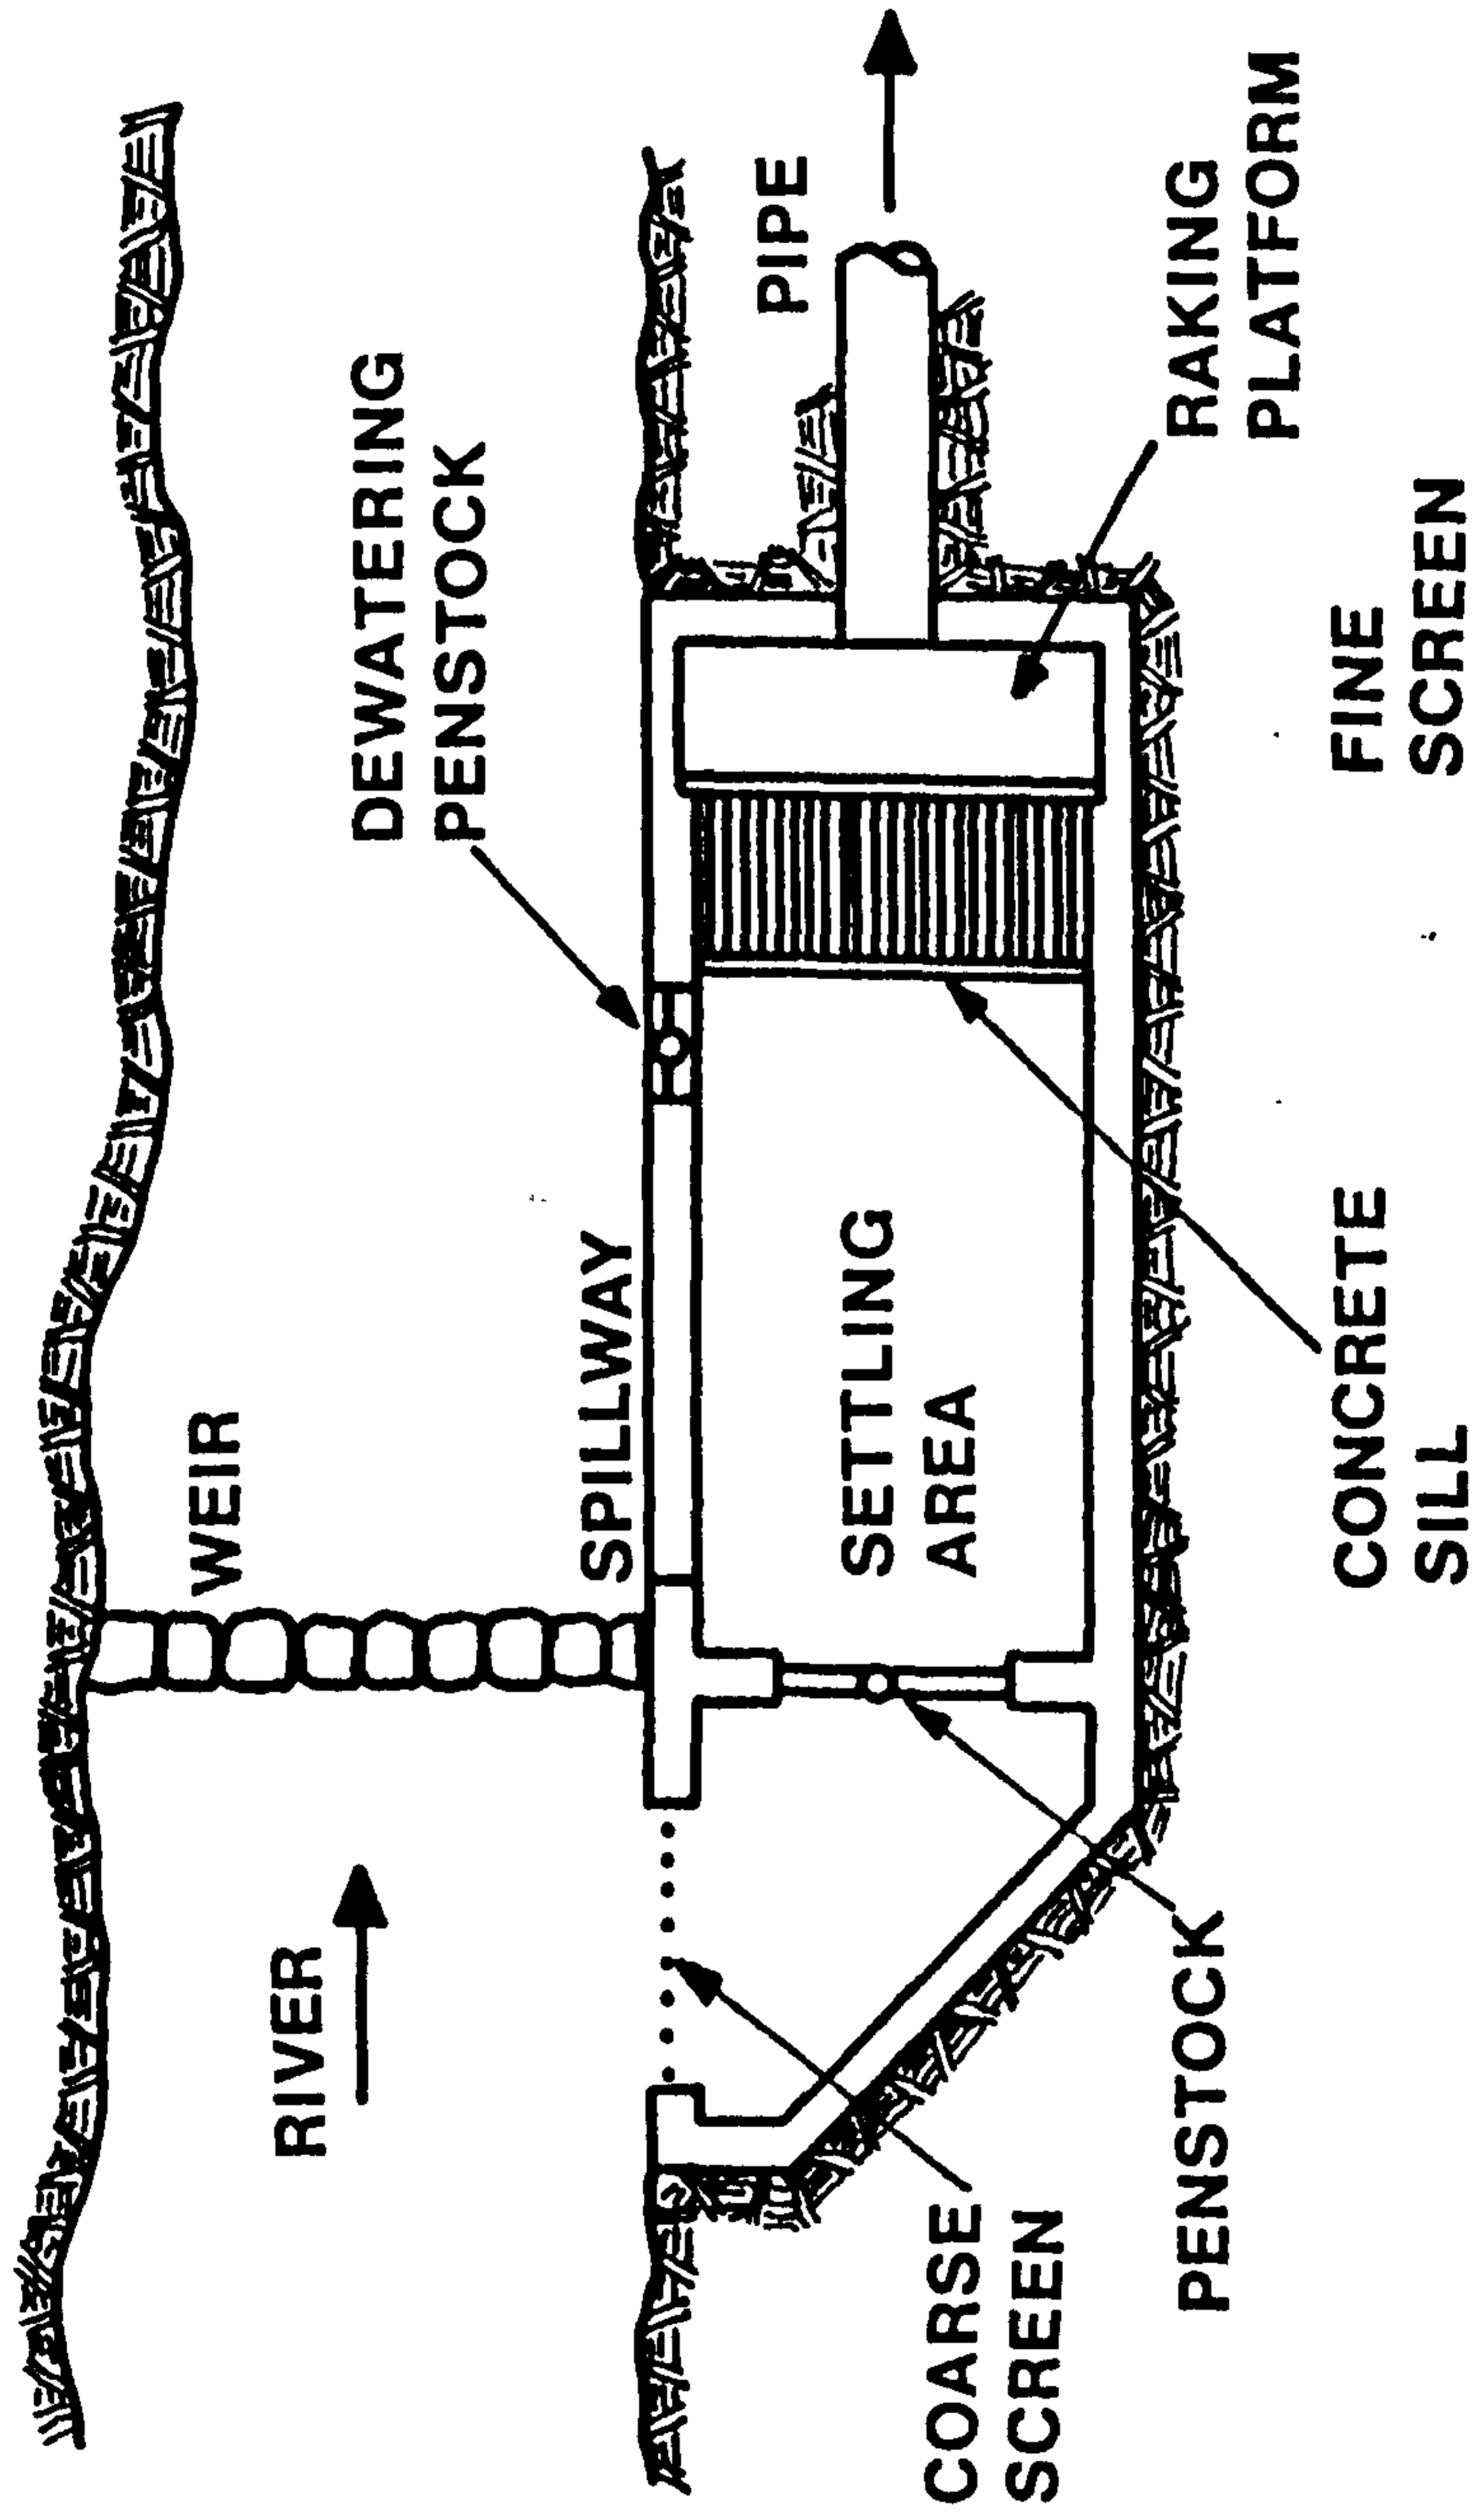 WEIR
RIVER
DEWATERING
PENSTOCK
SPILLWAY
PIPE
SETTLING
AREA
COARSE
SCREEN
RAKING
PLATFORM
PENSTOCK
CONCRETE
SILL
FINE
SCREEN